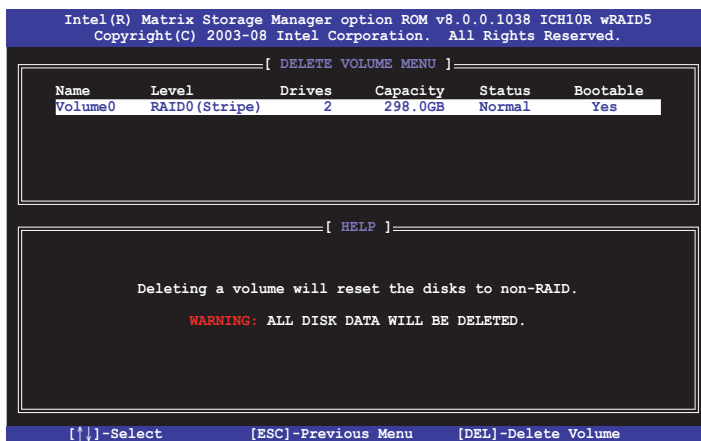 Intel(R) Matrix Storage Manager option ROM v8.0.0.1038 ICH10R wRAID5
Copyright(C) 2003-08 Intel Corporation. All Rights Reserved.
[ DELETE VOLUME MENU ]
Name Level Drives Capacity Status Bootable
Volume0 RAID0(Stripe) 2 298.0GB Normal Yes
[ HELP ]
Deleting a volume will reset the disks to non-RAID.
WARNING: ALL DISK DATA WILL BE DELETED.
[↑↓]-Select [ESC]-Previous Menu [DEL]-Delete Volume